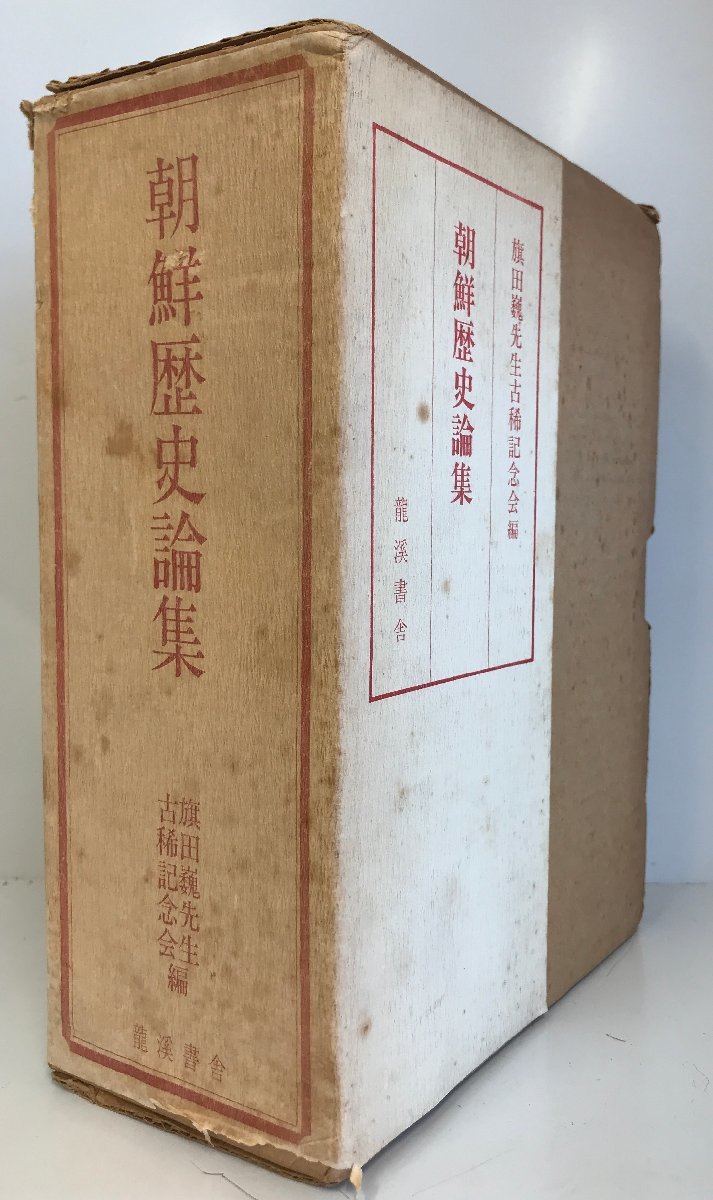 朝鮮歴史論集
旗田巍先生
古稀記念会編
龍溪書舎
旗田巍先生古稀記念会編
朝鮮歴史論集
龍溪書舎